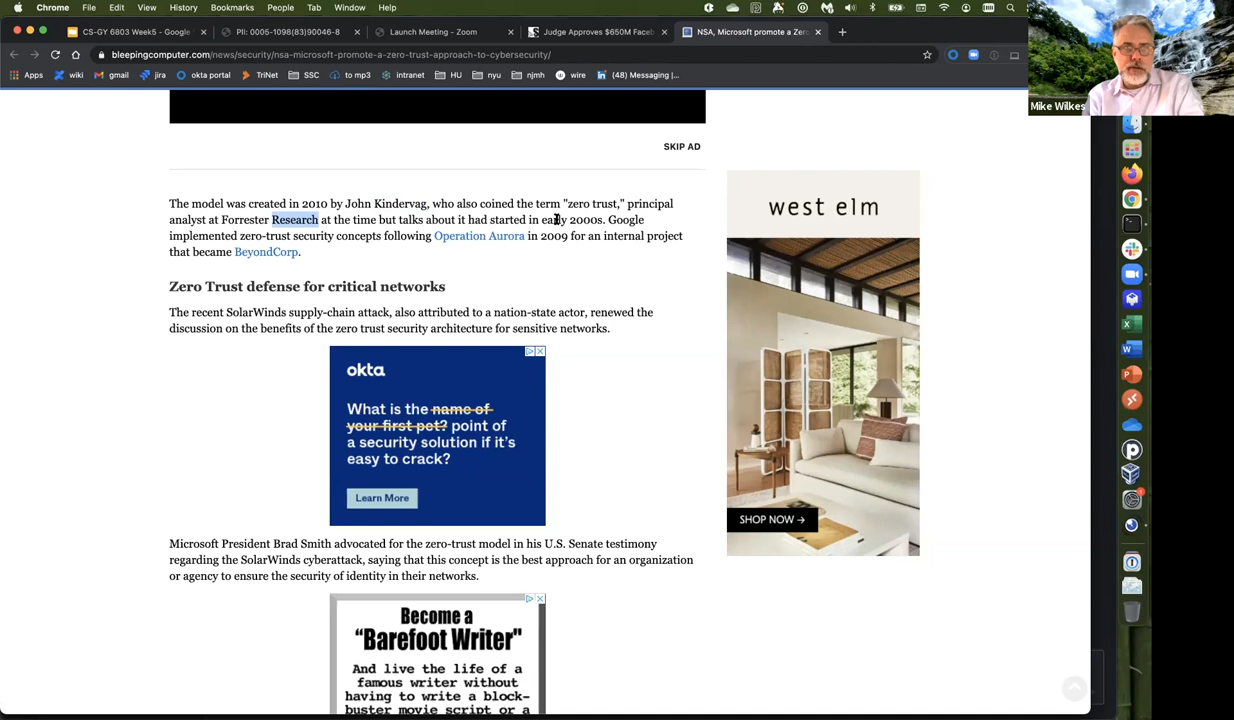 Chrome File Edit View History Bookmarks People Tab Window Help
CS-GY 6803 Week5 - Google
PII: 0005-1098(83)90046-8
Launch Meeting - Zoom
Judge Approves $650M Faceb
NSA, Microsoft promote a Zero
bleepingcomputer.com/news/security/nsa-microsoft-promote-a-zero-trust-approach-to-cybersecurity/
Apps wiki gmail jira okta portal TriNet SSC to mp3 intranet HU nyu njmh wire (48) Messaging |...
Mike Wilkes
SKIP AD
The model was created in 2010 by John Kindervag, who also coined the term "zero trust," principal
analyst at Forrester Research at the time but talks about it had started in early 2000s. Google
implemented zero-trust security concepts following Operation Aurora in 2009 for an internal project
that became BeyondCorp.
Zero Trust defense for critical networks
The recent SolarWinds supply-chain attack, also attributed to a nation-state actor, renewed the
discussion on the benefits of the zero trust security architecture for sensitive networks.
okta
What is the name of
your first pet? point of
a security solution if it's
easy to crack?
Learn More
west elm
SHOP NOW →
Microsoft President Brad Smith advocated for the zero-trust model in his U.S. Senate testimony
regarding the SolarWinds cyberattack, saying that this concept is the best approach for an organization
or agency to ensure the security of identity in their networks.
Become a
"Barefoot Writer"
And live the life of a
famous writer without
having to write a block-
buster movie script or a